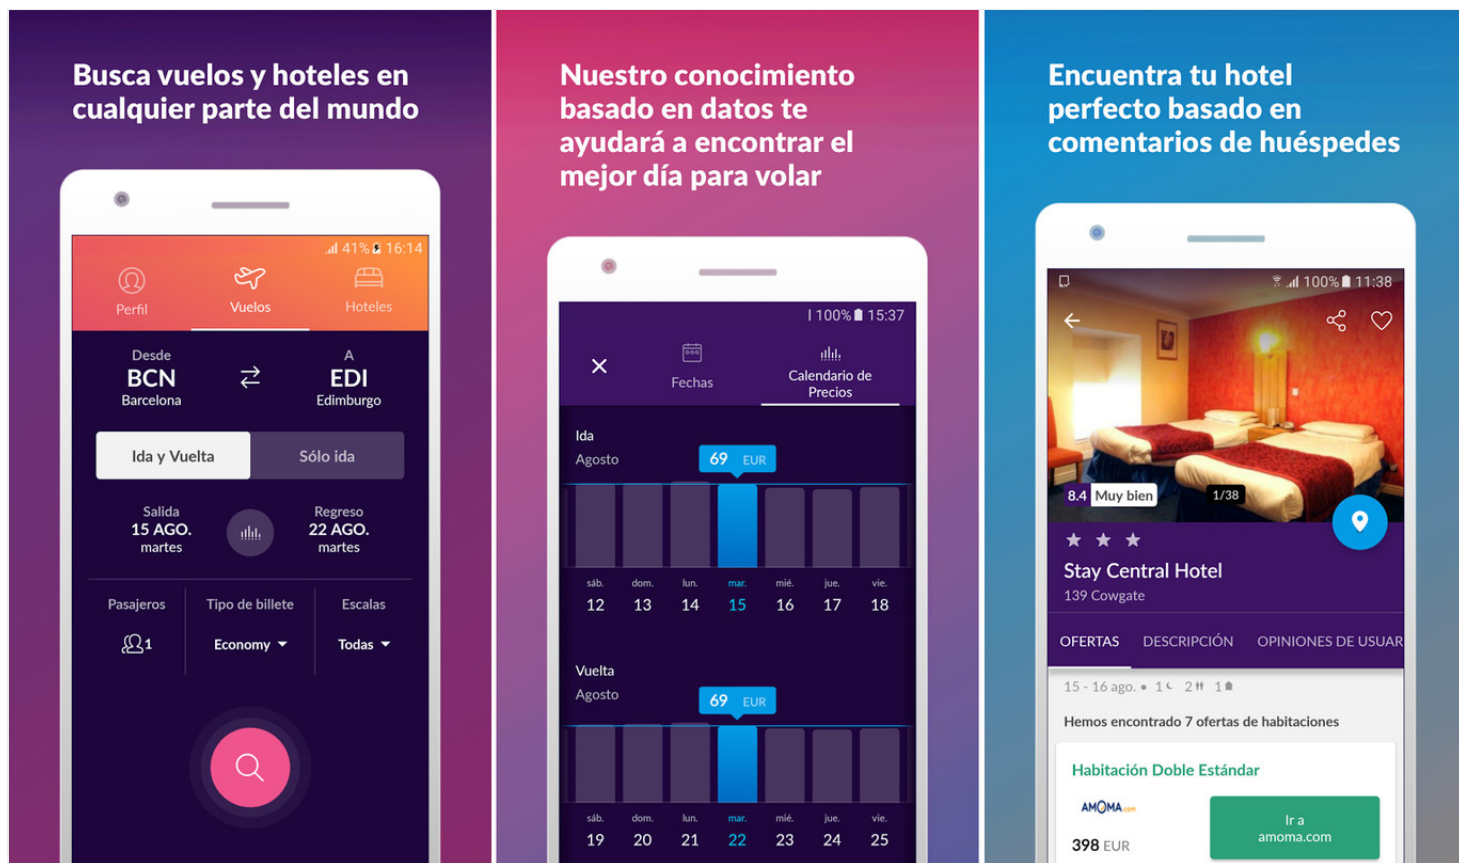 Busca vuelos y hoteles en
cualquier parte del mundo
41% 16:14
Perfil Vuelos Hoteles
Desde A
BCN EDI
Barcelona Edimburgo
Ida y Vuelta Sólo ida
Salida Regreso
15 AGO. 22 AGO.
martes martes
Pasajeros Tipo de billete Escalas
1 Economy Todas
Nuestro conocimiento
basado en datos te
ayudará a encontrar el
mejor día para volar
100% 15:37
Fechas Calendario de
Precios
Ida
Agosto
69 EUR
sáb. dom. lun. mar. mié. jue. vie.
12 13 14 15 16 17 18
Vuelta
Agosto
69 EUR
sáb. dom. lun. mar. mié. jue. vie.
19 20 21 22 23 24 25
Encuentra tu hotel
perfecto basado en
comentarios de huéspedes
100% 11:38
8.4 Muy bien 1/38
Stay Central Hotel
139 Cowgate
OFERTAS DESCRIPCIÓN OPINIONES DE USUAR
15 - 16 ago. • 1 2 1
Hemos encontrado 7 ofertas de habitaciones
Habitación Doble Estándar
AMOMA.com
Ir a
amoma.com
398 EUR